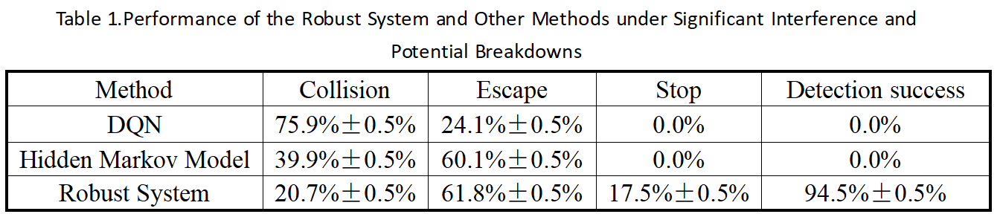 Table 1.Performance of the Robust System and Other Methods under Significant Interference and
Potential Breakdowns
Method Collision Escape Stop Detection success
DQN 75.9%±0.5% 24.1%±0.5% 0.0% 0.0%
Hidden Markov Model 39.9%±0.5% 60.1%±0.5% 0.0% 0.0%
Robust System 20.7%±0.5% 61.8%±0.5% 17.5%±0.5% 94.5%±0.5%